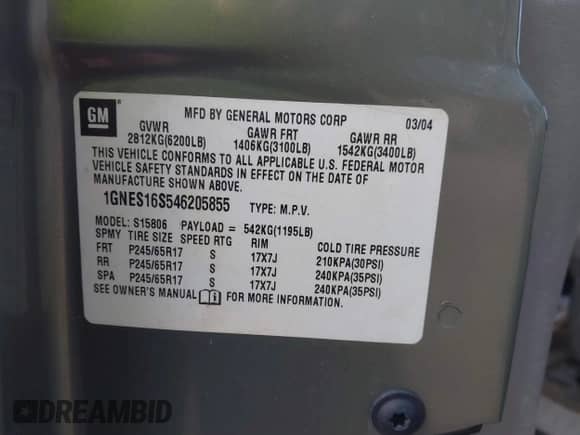 GM
MFD BY GENERAL MOTORS CORP 03/04
GVWR GAWR FRT GAWR RR
2812KG(6200LB) 1406KG(3100LB) 1542KG(3400LB)
THIS VEHICLE CONFORMS TO ALL APPLICABLE U.S. FEDERAL MOTOR
VEHICLE SAFETY STANDARDS IN EFFECT ON THE DATE OF
MANUFACTURE SHOWN ABOVE.
1GNES16S546205855 TYPE: M.P.V.
MODEL: S15806 PAYLOAD = 542KG(1195LB)
SPMY TIRE SIZE SPEED RTG RIM COLD TIRE PRESSURE
FRT P245/65R17 S 17X7J 210KPA(30PSI)
RR P245/65R17 S 17X7J 240KPA(35PSI)
SPA P245/65R17 S 17X7J 240KPA(35PSI)
SEE OWNER'S MANUAL FOR MORE INFORMATION.
DREAMBID